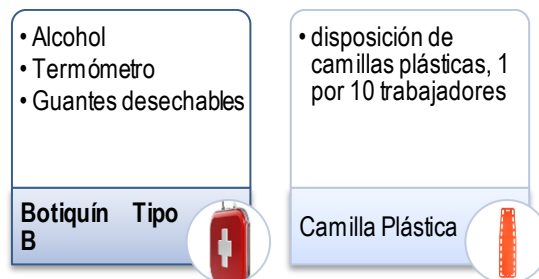 • Alcohol
• Termómetro
• Guantes desechables
Botiquín Tipo
B
• disposición de
camillas plásticas, 1
por 10 trabajadores
Camilla Plástica